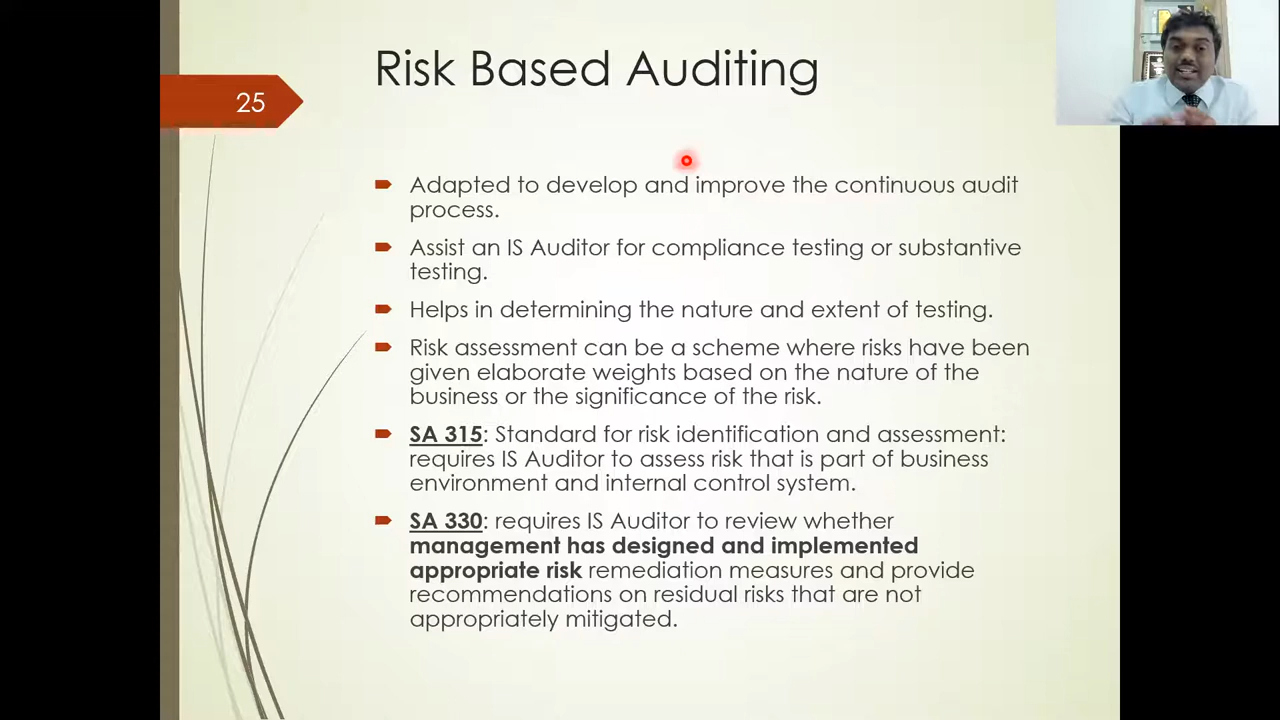 Risk Based Auditing
25
Adapted to develop and improve the continuous audit
process.
Assist an IS Auditor for compliance testing or substantive
testing.
Helps in determining the nature and extent of testing.
Risk assessment can be a scheme where risks have been
given elaborate weights based on the nature of the
business or the significance of the risk.
SA 315: Standard for risk identification and assessment:
requires IS Auditor to assess risk that is part of business
environment and internal control system.
SA 330: requires IS Auditor to review whether
management has designed and implemented
appropriate risk remediation measures and provide
recommendations on residual risks that are not
appropriately mitigated.